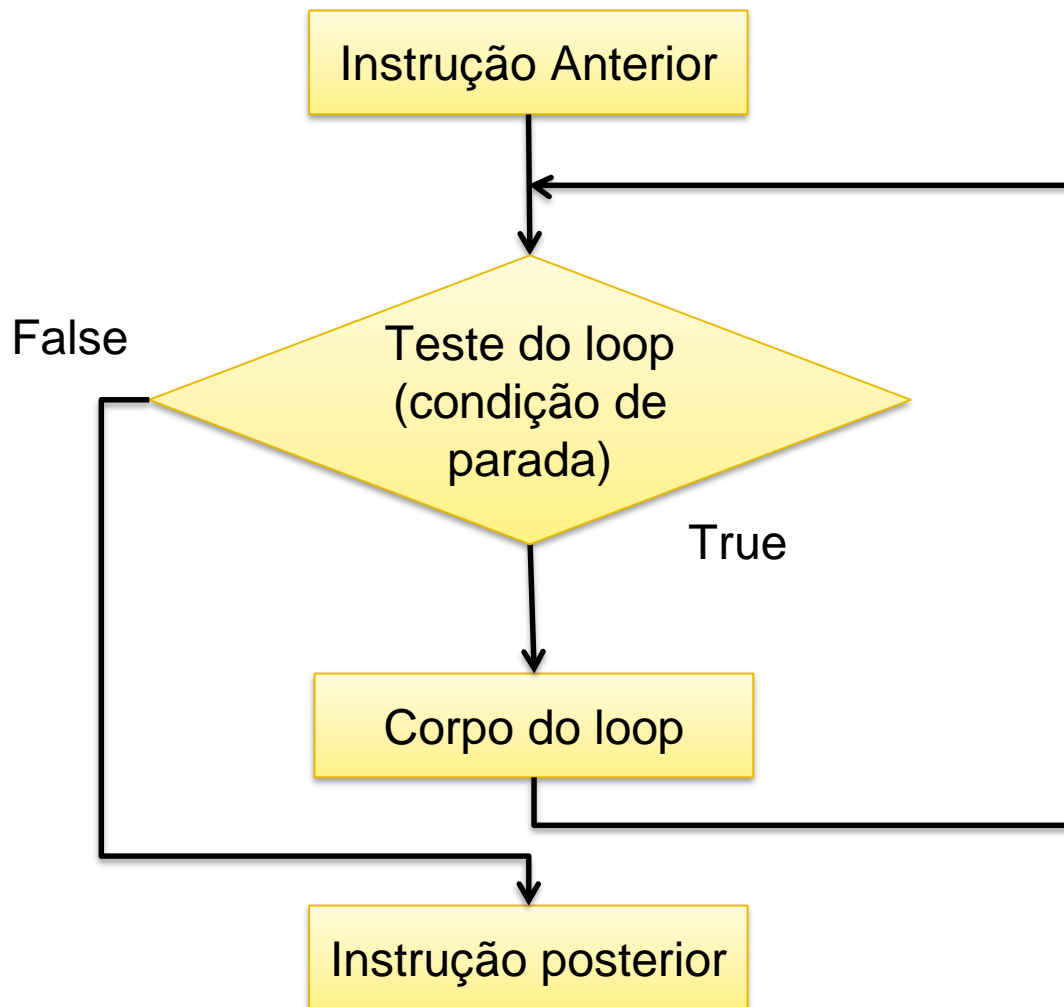 Instrução Anterior
False
Teste do loop
(condição de
parada)
True
Corpo do loop
Instrução posterior